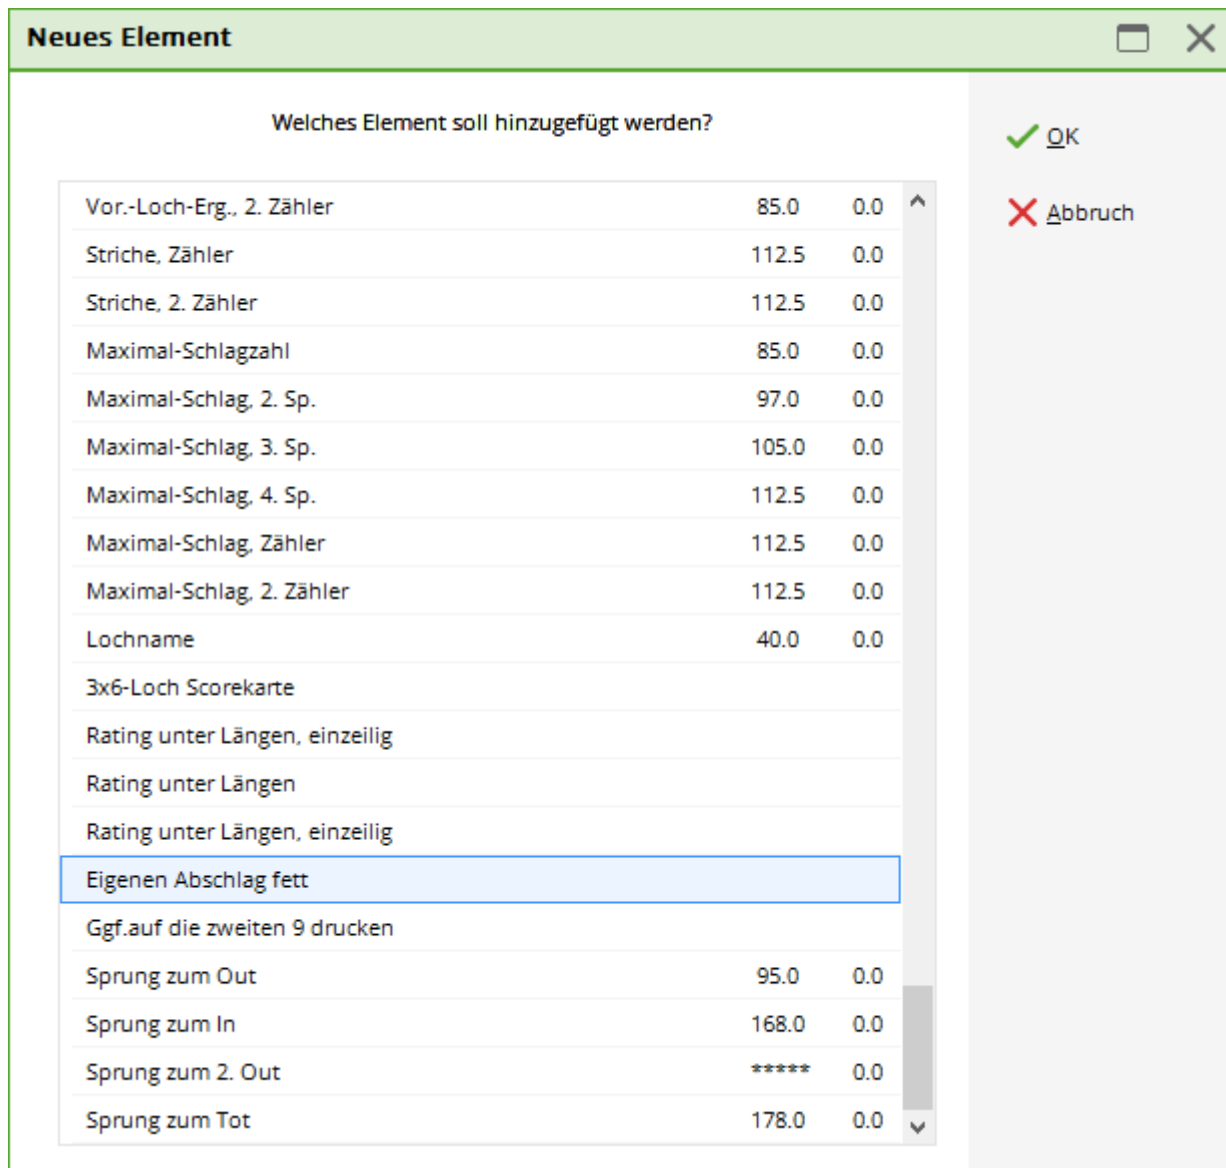 Neues Element
Welches Element soll hinzugefügt werden?
OK
Abbruch
Vor.-Loch-Erg., 2. Zähler 85.0 0.0
Striche, Zähler 112.5 0.0
Striche, 2. Zähler 112.5 0.0
Maximal-Schlagzahl 85.0 0.0
Maximal-Schlag, 2. Sp. 97.0 0.0
Maximal-Schlag, 3. Sp. 105.0 0.0
Maximal-Schlag, 4. Sp. 112.5 0.0
Maximal-Schlag, Zähler 112.5 0.0
Maximal-Schlag, 2. Zähler 112.5 0.0
Lochname 40.0 0.0
3x6-Loch Scorekarte
Rating unter Längen, einzeilig
Rating unter Längen
Rating unter Längen, einzeilig
Eigenen Abschlag fett
Ggf.auf die zweiten 9 drucken
Sprung zum Out 95.0 0.0
Sprung zum In 168.0 0.0
Sprung zum 2. Out ***** 0.0
Sprung zum Tot 178.0 0.0